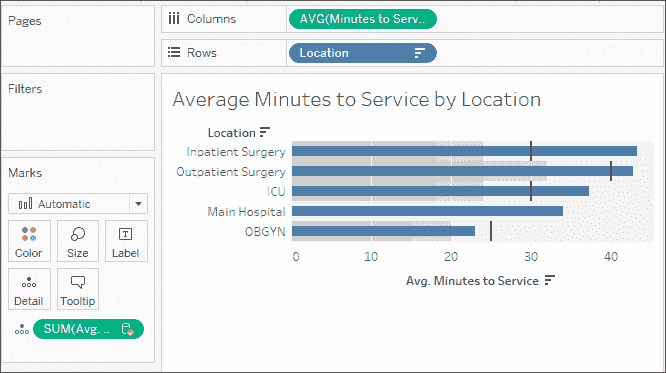 Pages
Columns
AVG(Minutes to Serv..
Rows
Location
Filters
Average Minutes to Service by Location
Location
Inpatient Surgery
Outpatient Surgery
ICU
Main Hospital
OBGYN
0 10 20 30 40
Avg. Minutes to Service
Marks
Automatic
Color Size Label
Detail Tooltip
SUM(Avg. ..